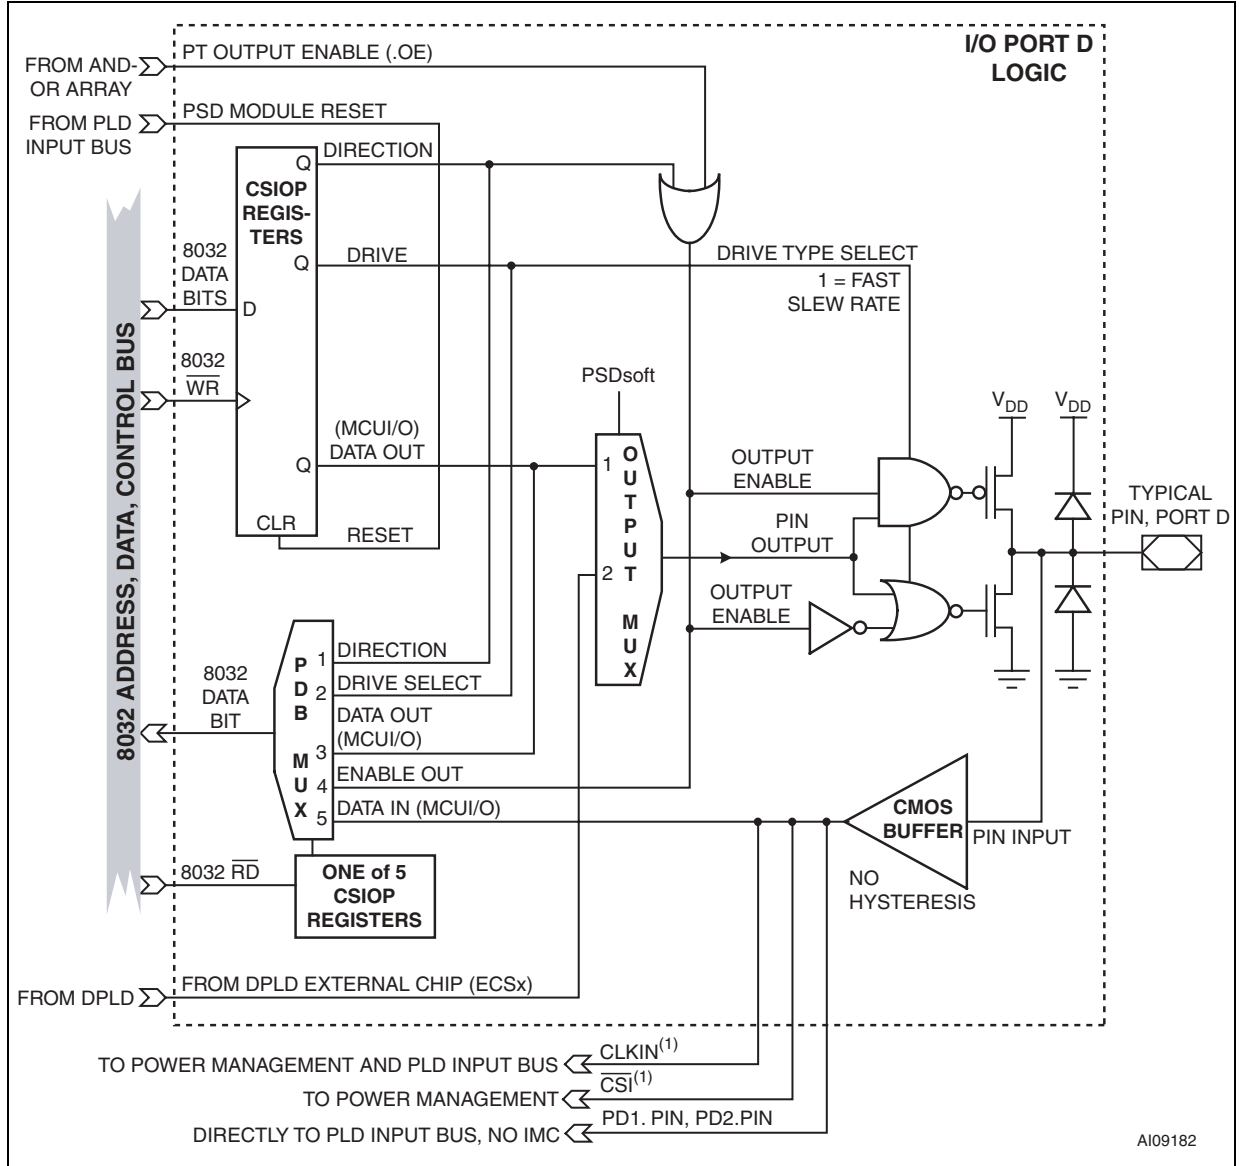 I/O PORT D
LOGIC
PT OUTPUT ENABLE (.OE)
FROM AND-
OR ARRAY
PSD MODULE RESET
FROM PLD
INPUT BUS
Q
DIRECTION
CSIOP
REGIS-
TERS
Q
DRIVE
DRIVE TYPE SELECT
1 = FAST
SLEW RATE
8032
DATA
BITS
D
8032
WR
8032 ADDRESS, DATA, CONTROL BUS
(MCUI/O)
DATA OUT
Q
CLR
RESET
PSDsoft
1
2
OUTPUT MUX
OUTPUT
ENABLE
PIN
OUTPUT
OUTPUT
ENABLE
VDD
VDD
TYPICAL
PIN, PORT D
8032
DATA
BIT
PDB MUX
1
DIRECTION
2
DRIVE SELECT
DATA OUT
3
(MCUI/O)
4
ENABLE OUT
5
DATA IN (MCUI/O)
CMOS
BUFFER
PIN INPUT
NO
HYSTERESIS
8032 RD
ONE of 5
CSIOP
REGISTERS
FROM DPLD
FROM DPLD EXTERNAL CHIP (ECSx)
TO POWER MANAGEMENT AND PLD INPUT BUS
CLKIN(1)
TO POWER MANAGEMENT
CSI(1)
DIRECTLY TO PLD INPUT BUS, NO IMC
PD1. PIN, PD2.PIN
AI09182